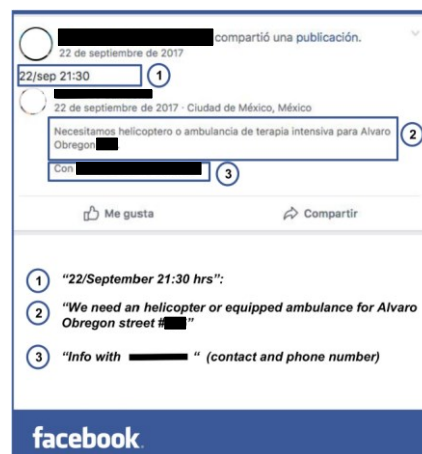 compartió una publicación.
22 de septiembre de 2017
22/sep 21:30
1
22 de septiembre de 2017 · Ciudad de México, México
Necesitamos helicoptero o ambulancia de terapia intensiva para Alvaro
Obregon
2
Con
3
Me gusta
Compartir
1 "22/September 21:30 hrs":
2 "We need an helicopter or equipped ambulance for Alvaro
Obregon street #"
3 "Info with " (contact and phone number)
facebook.